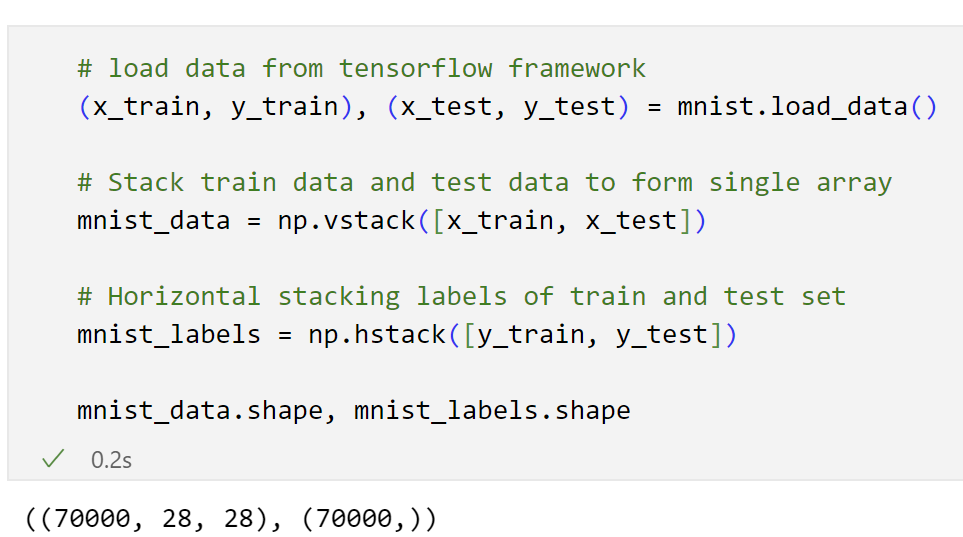 # load data from tensorflow framework
(x_train, y_train), (x_test, y_test) = mnist.load_data()
# Stack train data and test data to form single array
mnist_data = np.vstack([x_train, x_test])
# Horizontal stacking labels of train and test set
mnist_labels = np.hstack([y_train, y_test])
mnist_data.shape, mnist_labels.shape
✓ 0.2s
((70000, 28, 28), (70000,))